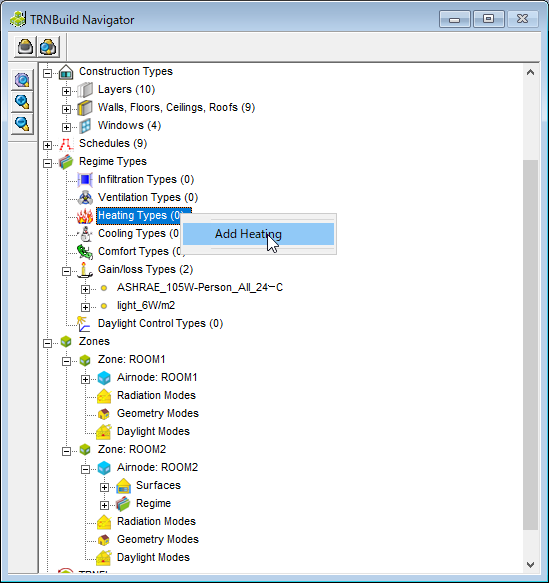 TRNBuild Navigator
Construction Types
Layers (10)
Walls, Floors, Ceilings, Roofs (9)
Windows (4)
Schedules (9)
Regime Types
Infiltration Types (0)
Ventilation Types (0)
Heating Types (0)
Add Heating
Cooling Types (0)
Comfort Types (0)
Gain/loss Types (2)
ASHRAE_105W-Person_All_24~C
light_6W/m2
Daylight Control Types (0)
Zones
Zone: ROOM1
Airnode: ROOM1
Radiation Modes
Geometry Modes
Daylight Modes
Zone: ROOM2
Airnode: ROOM2
Surfaces
Regime
Radiation Modes
Geometry Modes
Daylight Modes